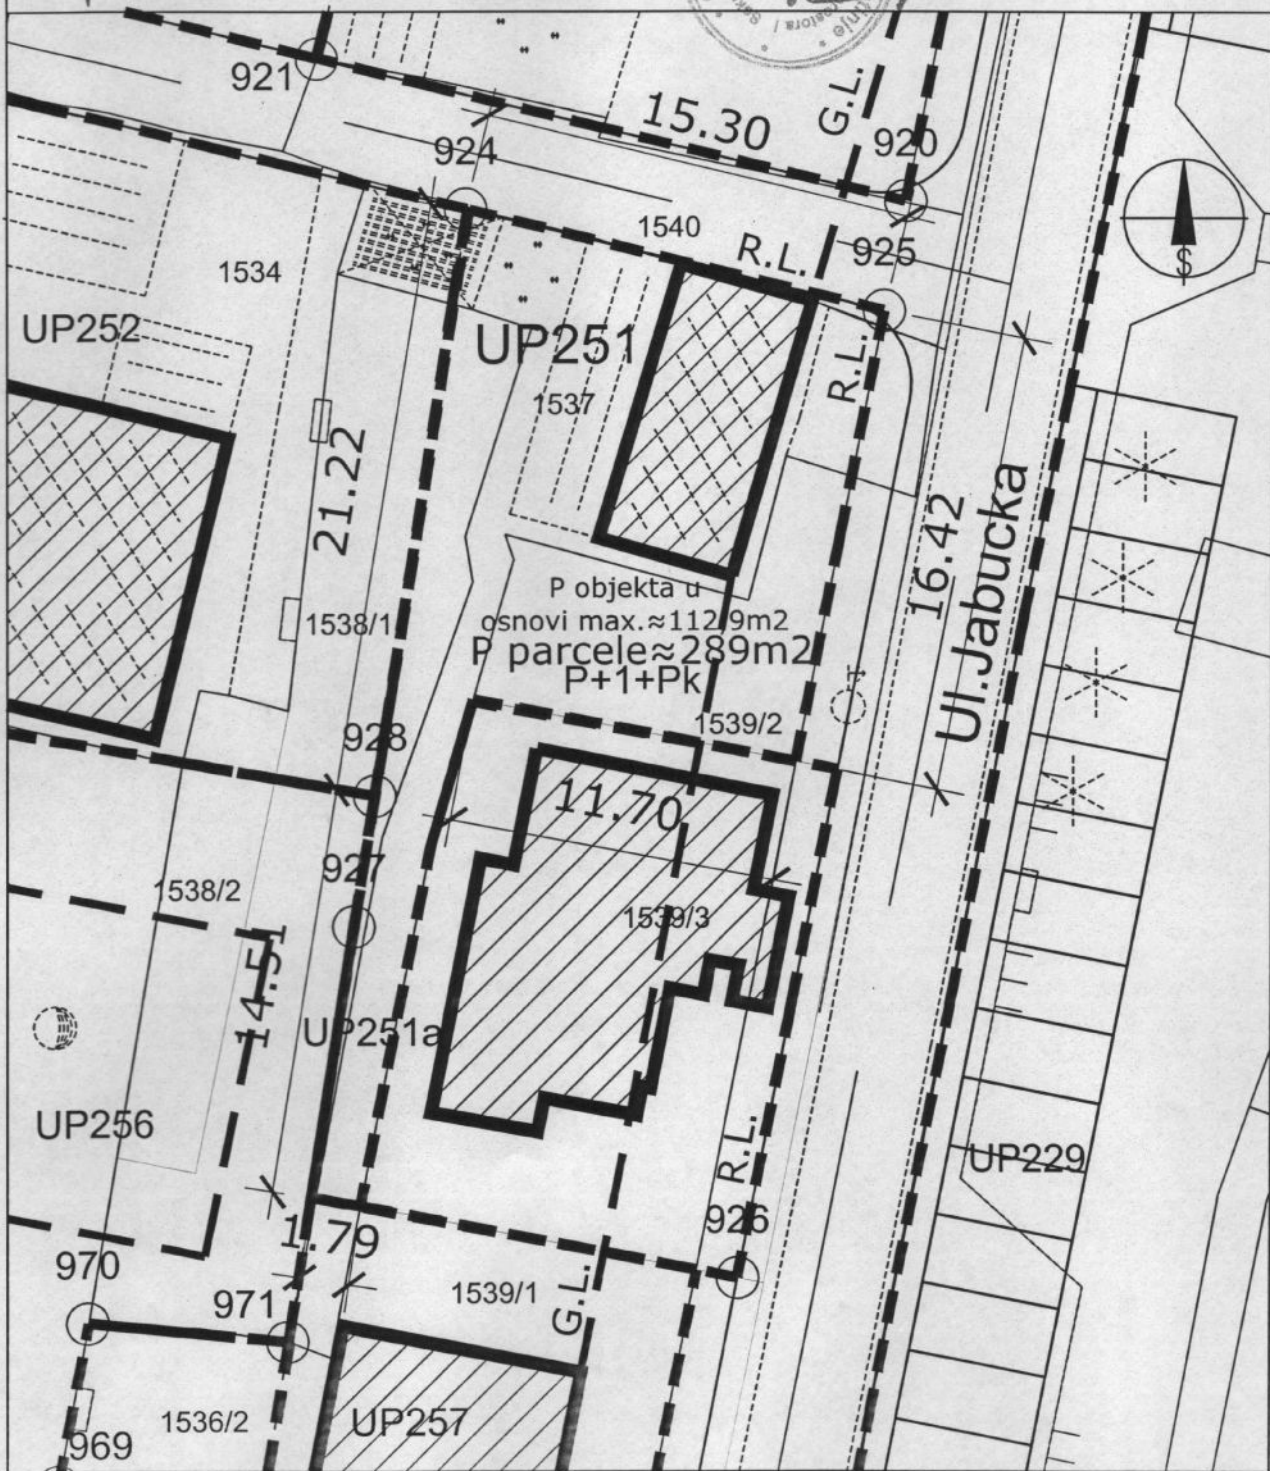 921
15.30
G.L.
920
924
1540
R.L.
925
1534
S
UP252
UP251
R.L.
1537
21.22
16.42
Ul.Jabucka
P objekta u
osnovi max.≈112.9m2
P parcele≈289m2
P+1+Pk
1538/1
1539/2
928
11.70
927
1538/2
1539/3
14.51
UP251a
UP256
R.L.
UP229
926
1.79
970
1539/1
G.L.
971
1536/2
UP257
969